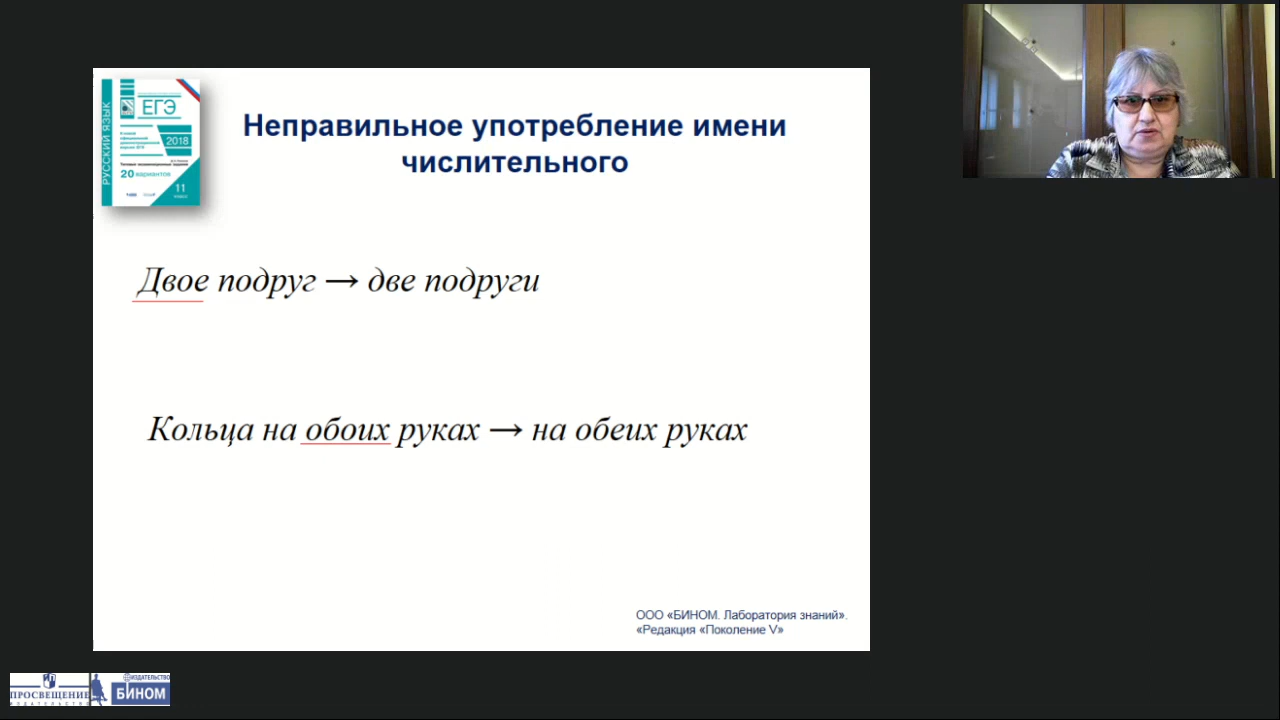 РУССКИЙ ЯЗЫК
ЕГЭ
2018
20 вариантов
11
Неправильное употребление имени
числительного
Двое подруг → две подруги
Кольца на обоих руках → на обеих руках
ООО «БИНОМ. Лаборатория знаний».
«Редакция «Поколение V»
ПРОСВЕЩЕНИЕ
ИЗДАТЕЛЬСТВО
ИЗДАТЕЛЬСТВО
БИНОМ